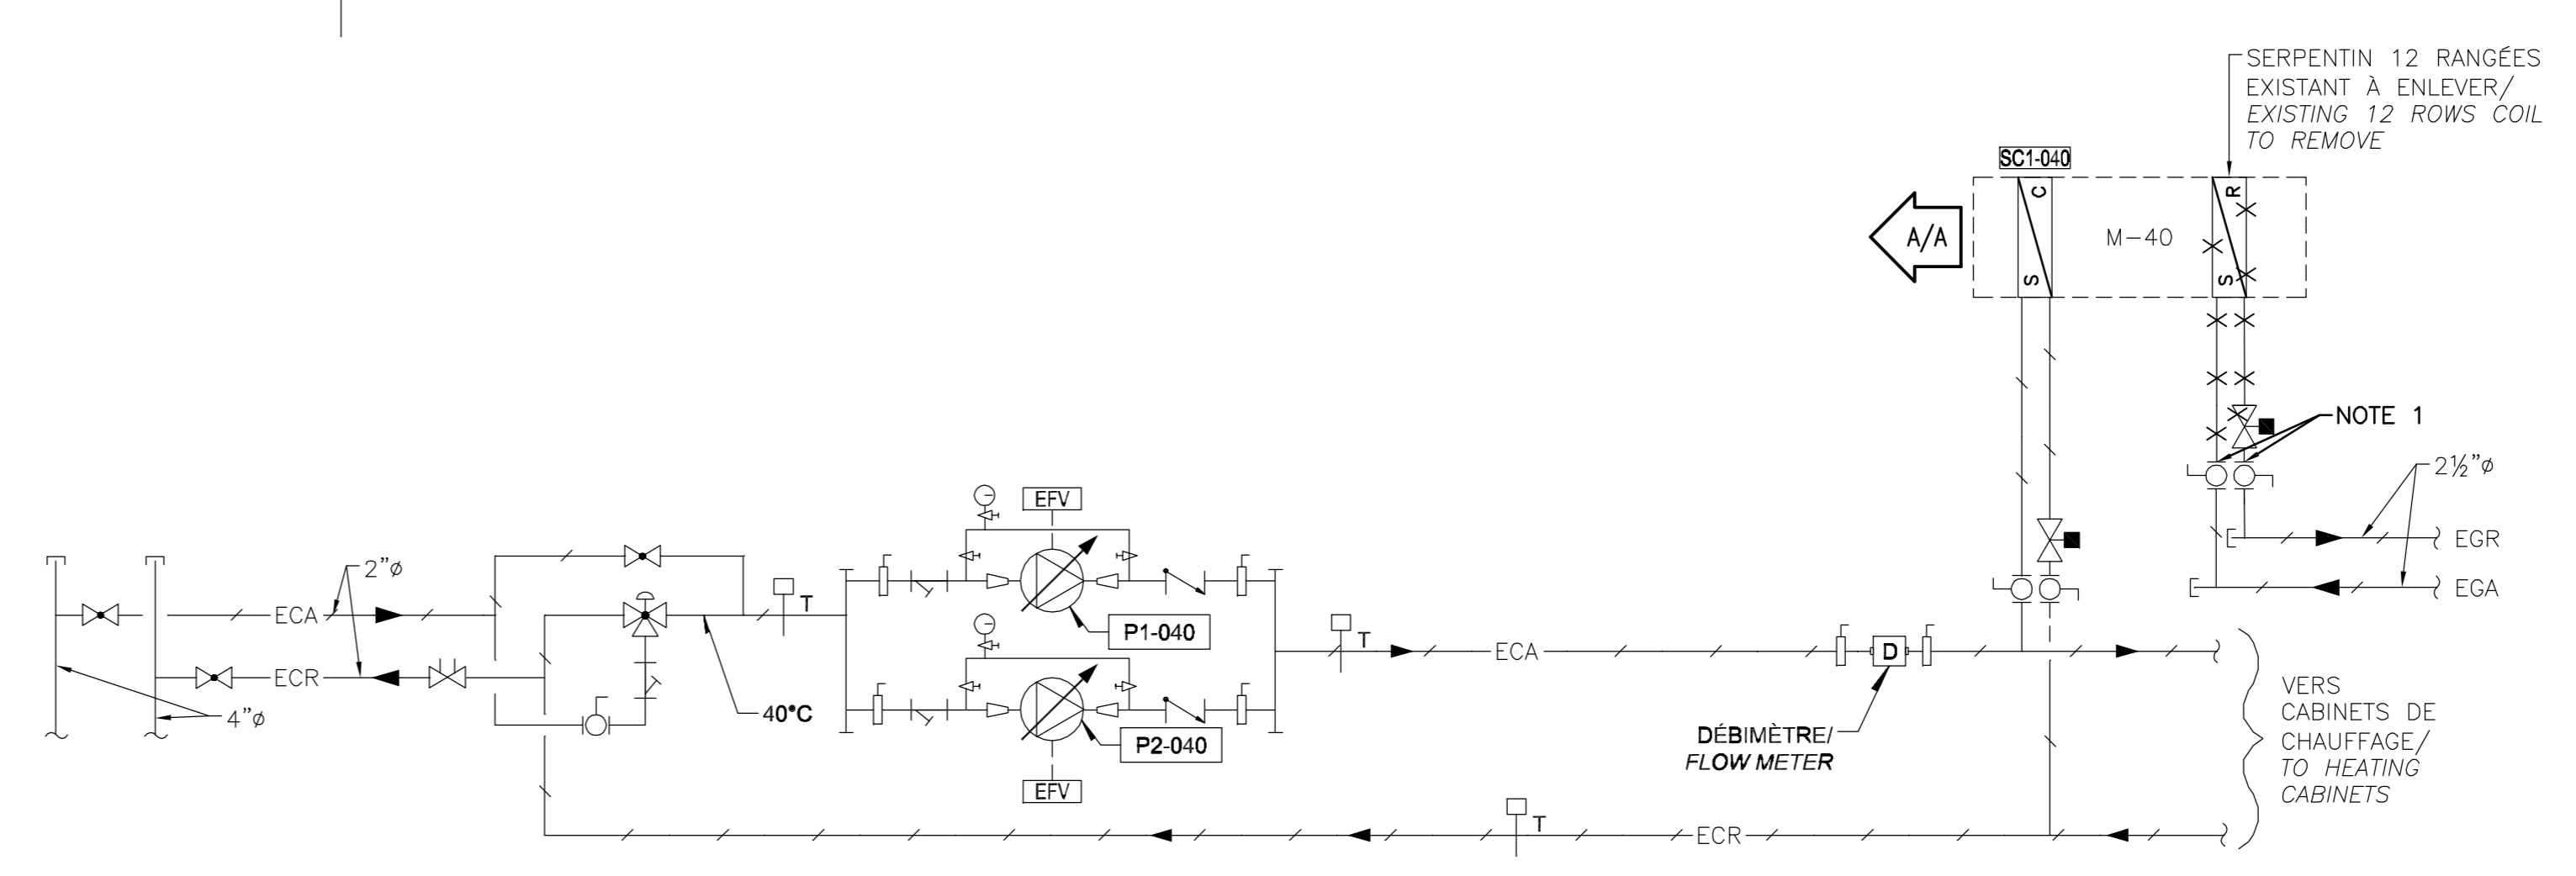 SERPENTIN 12 RANGÉES
EXISTANT À ENLEVER/
EXISTING 12 ROWS COIL
TO REMOVE
SC1-040
C
S
R
S
A/A
M-40
NOTE 1
2½"ø
EGR
EGA
EFV
P1-040
2"ø
ECA
T
T
ECR
4"ø
40°C
P2-040
EFV
ECA
D
DÉBIMÈTRE/
FLOW METER
VERS
CABINETS DE
CHAUFFAGE/
TO HEATING
CABINETS
T
ECR